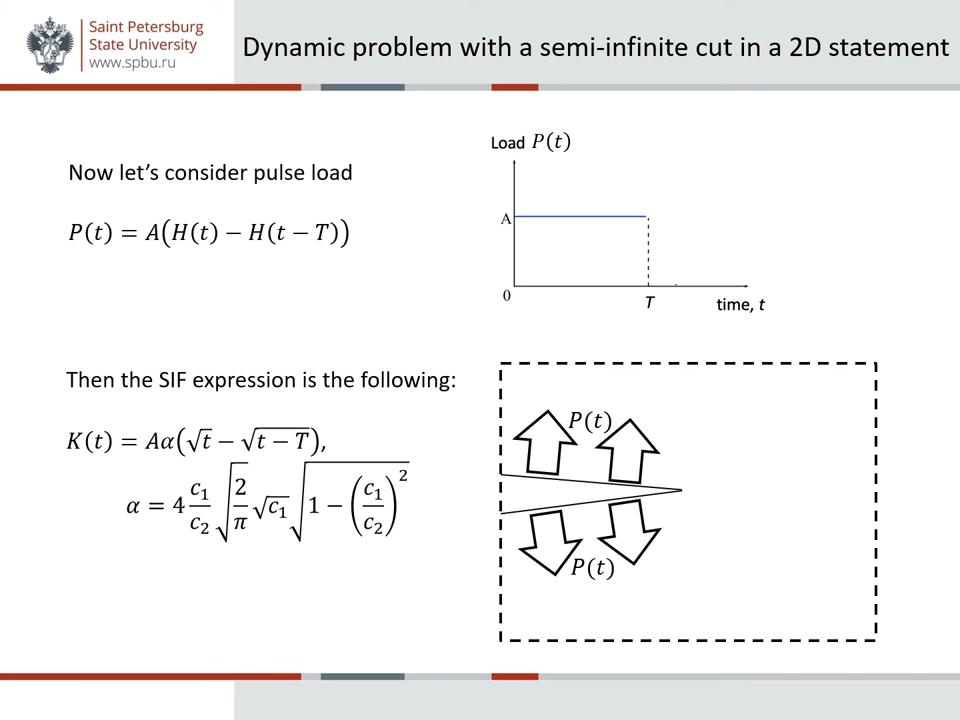 Saint Petersburg
State University
www.spbu.ru
Dynamic problem with a semi-infinite cut in a 2D statement
Now let's consider pulse load
P(t) = A(H(t) − H(t − T))
Load P(t)
A
0
T
time, t
Then the SIF expression is the following:
K(t) = Aα(√t − √(t − T)),
α = 4 c₁/c₂ √(2/π) √c₁ √(1 − (c₁/c₂)²)
P(t)
P(t)